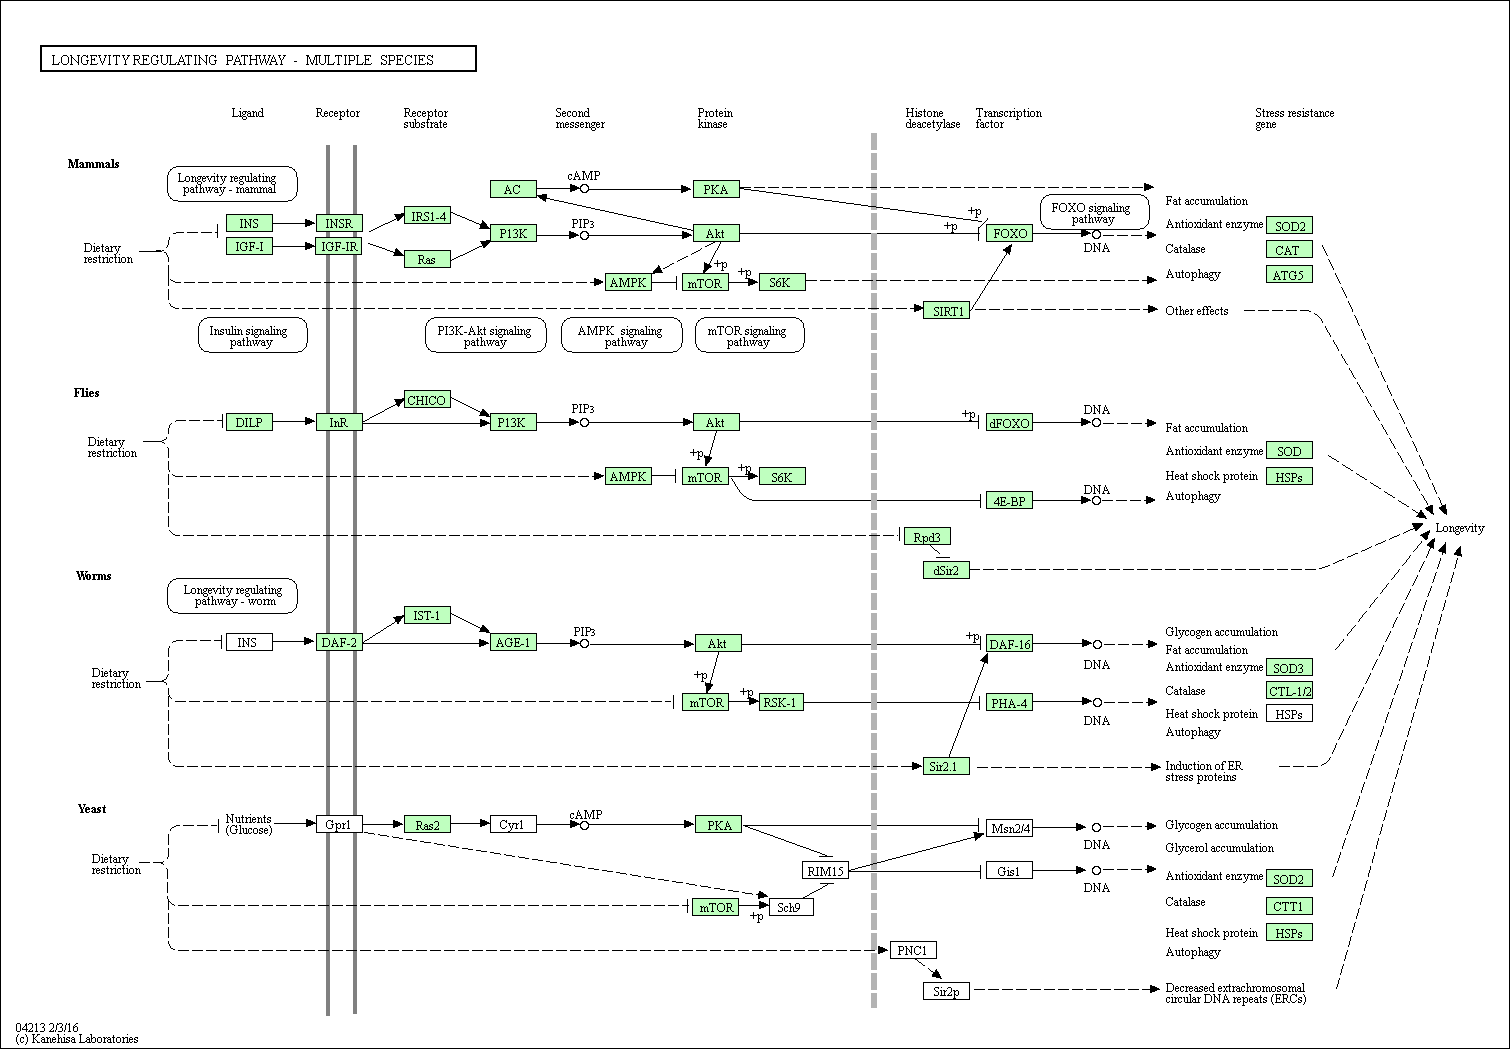 LONGEVITY REGULATING PATHWAY - MULTIPLE SPECIES
Ligand
Receptor
Receptor
substrate
Second
messenger
Protein
kinase
Histone
deacetylase
Transcription
factor
Stress resistance
gene
Mammals
Longevity regulating
pathway - mammal
AC
cAMP
PKA
FOXO signaling
pathway
Fat accumulation
INS
INSR
IRS1-4
P13K
PIP3
Akt
+p
+p
FOXO
DNA
Antioxidant enzyme
SOD2
IGF-I
IGF-IR
Ras
Dietary
restriction
Catalase
CAT
AMPK
+p
mTOR
+p
S6K
Autophagy
ATG5
SIRT1
Other effects
Insulin signaling
pathway
PI3K-Akt signaling
pathway
AMPK signaling
pathway
mTOR signaling
pathway
Flies
CHICO
DILP
InR
P13K
PIP3
Akt
+p
dFOXO
DNA
Fat accumulation
Dietary
restriction
Antioxidant enzyme
SOD
AMPK
+p
mTOR
+p
S6K
Heat shock protein
HSPs
4E-BP
DNA
Autophagy
Rpd3
dSir2
Longevity
Worms
Longevity regulating
pathway - worm
IST-1
INS
DAF-2
AGE-1
PIP3
Akt
+p
DAF-16
DNA
Glycogen accumulation
Fat accumulation
Antioxidant enzyme
SOD3
Dietary
restriction
+p
mTOR
+p
RSK-1
PHA-4
DNA
Catalase
CTL-1/2
Heat shock protein
HSPs
Autophagy
Sir2.1
Induction of ER
stress proteins
Yeast
Nutrients
(Glucose)
Gpr1
Ras2
Cyr1
cAMP
PKA
Msn2/4
DNA
Glycogen accumulation
Glycerol accumulation
Dietary
restriction
RIM15
Gis1
DNA
Antioxidant enzyme
SOD2
mTOR
+p
Sch9
Catalase
CTT1
Heat shock protein
HSPs
PNC1
Autophagy
Sir2p
Decreased extrachromosomal
circular DNA repeats (ERCs)
04213 2/3/16
(c) Kanehisa Laboratories